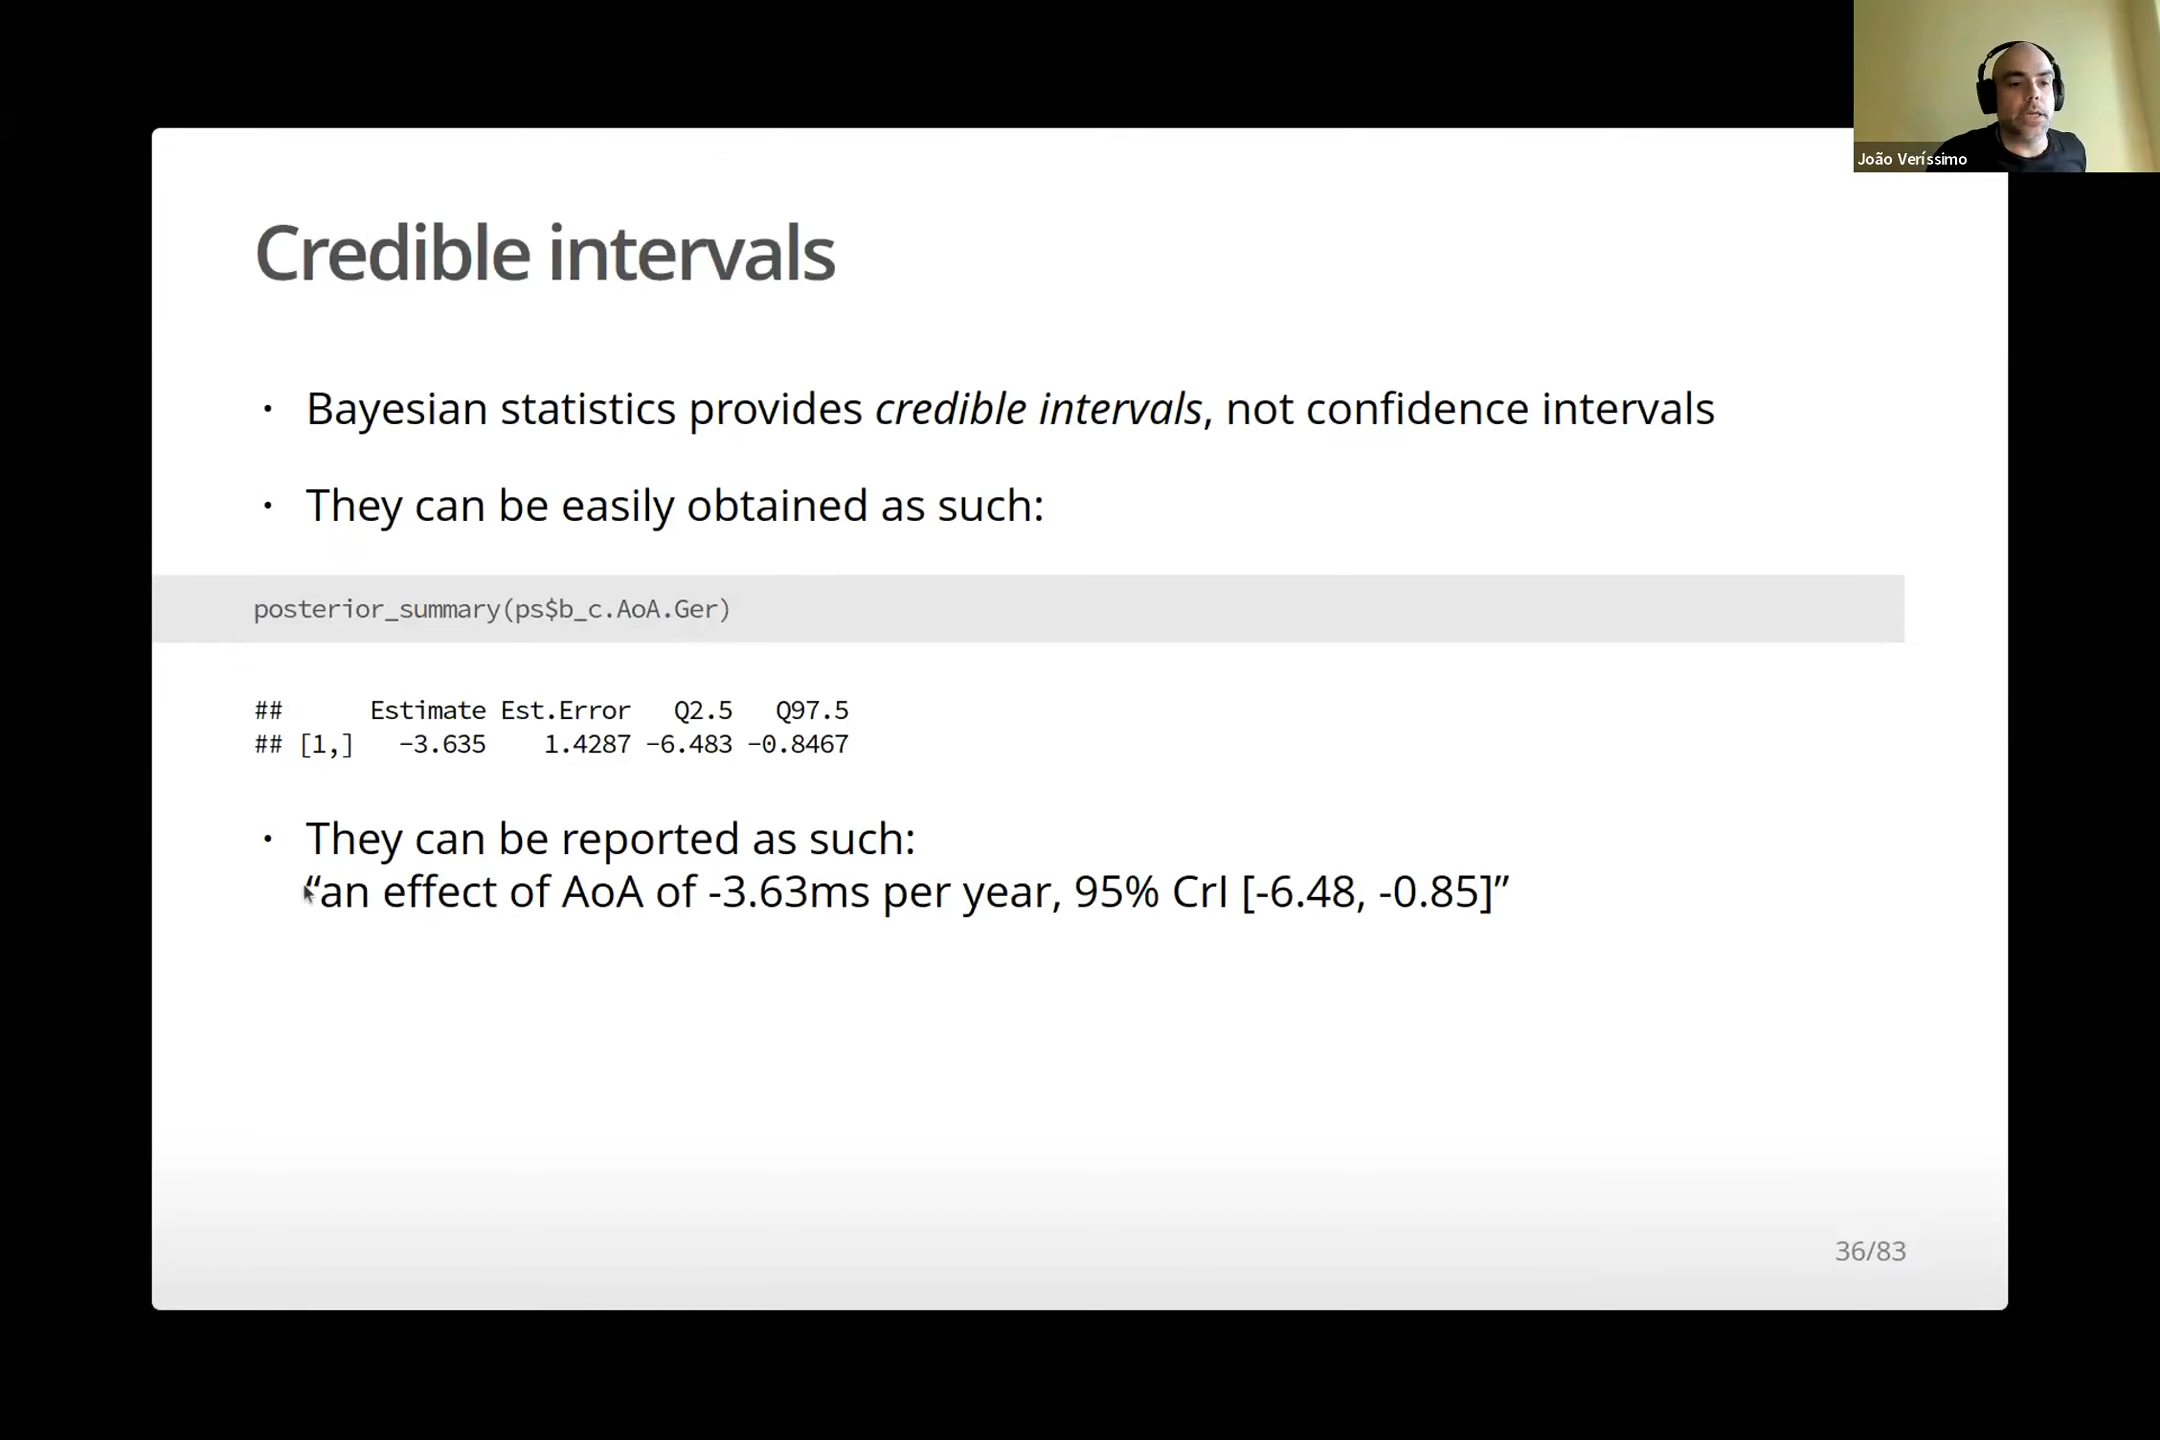 João Veríssimo
Credible intervals
· Bayesian statistics provides credible intervals, not confidence intervals
· They can be easily obtained as such:
posterior_summary(ps$b_c.AoA.Ger)
##      Estimate Est.Error   Q2.5   Q97.5
## [1,]   -3.635    1.4287 -6.483 -0.8467
· They can be reported as such:
“an effect of AoA of -3.63ms per year, 95% CrI [-6.48, -0.85]”
36/83